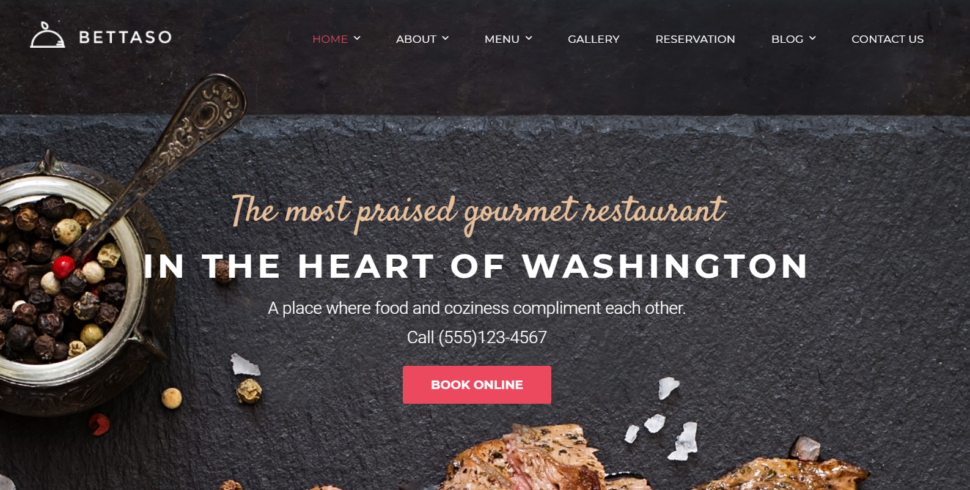 BETTASO
HOME ABOUT MENU GALLERY RESERVATION BLOG CONTACT US
The most praised gourmet restaurant
IN THE HEART OF WASHINGTON
A place where food and coziness compliment each other.
Call (555)123-4567
BOOK ONLINE